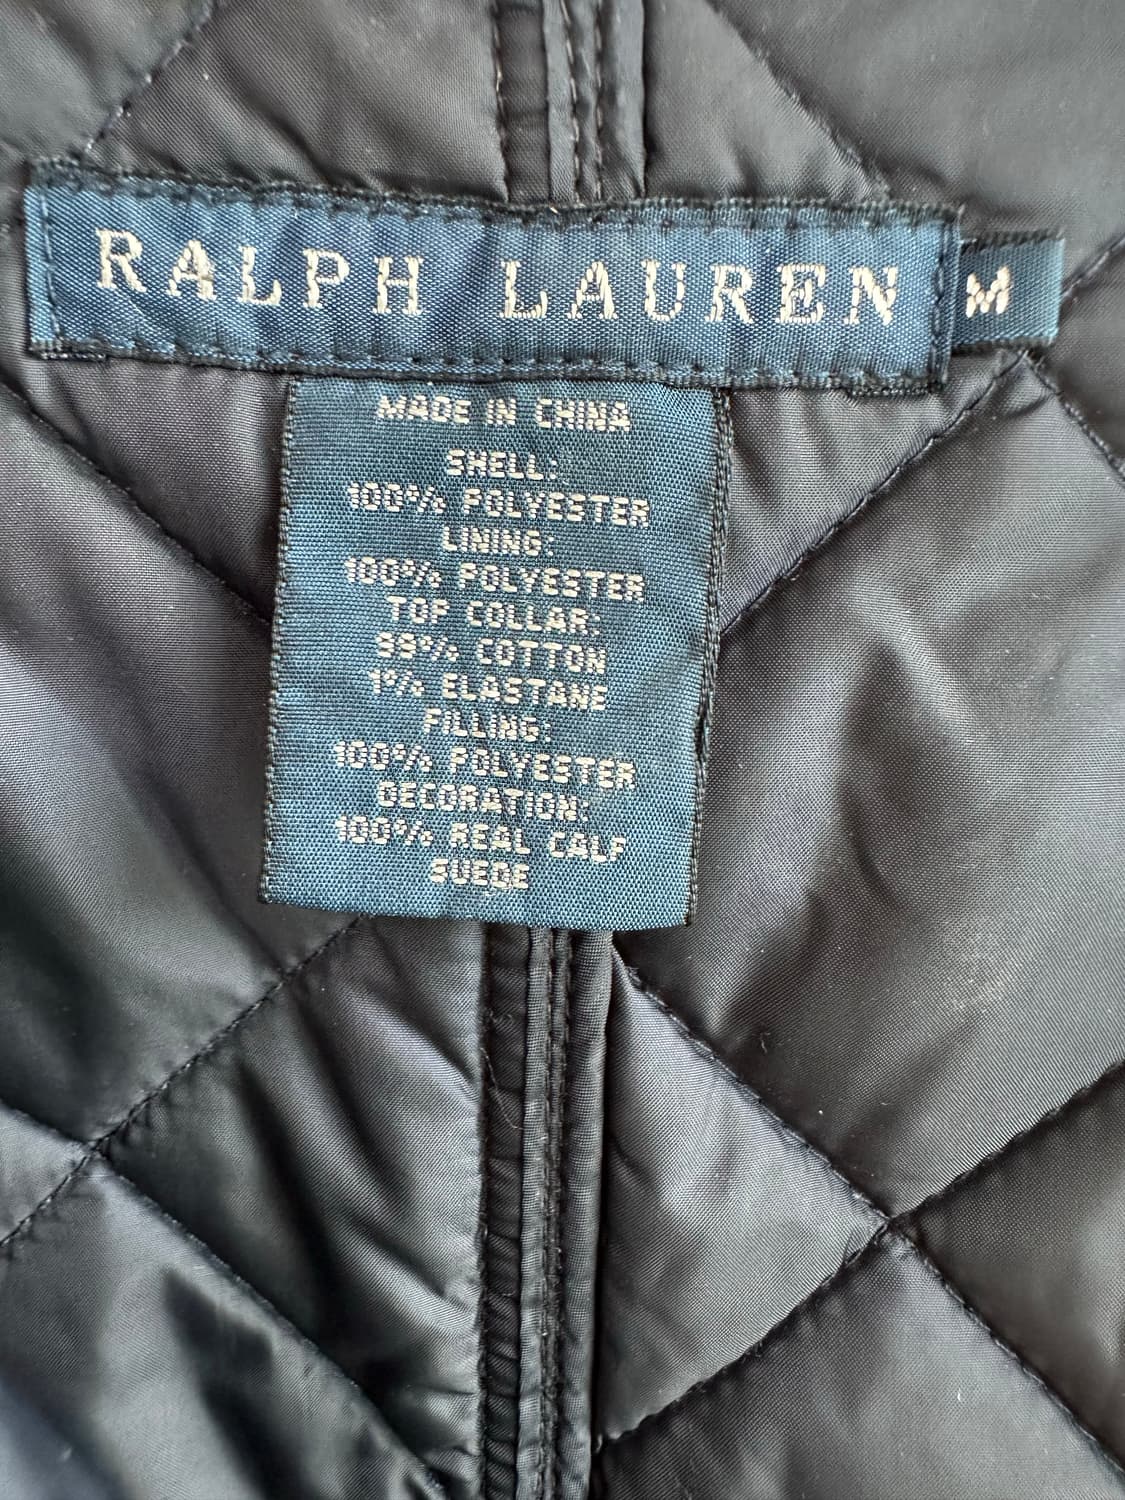 RALPH LAUREN M
MADE IN CHINA
SHELL:
100% POLYESTER
LINING:
100% POLYESTER
TOP COLLAR:
99% COTTON
1% ELASTANE
FILLING:
100% POLYESTER
DECORATION:
100% REAL CALF
SUEDE